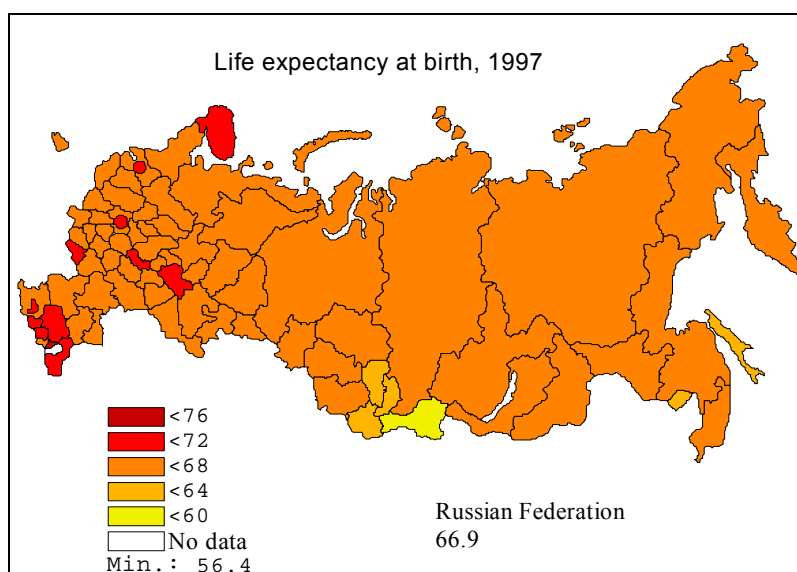 Life expectancy at birth, 1997
<76
<72
<68
<64
<60
No data
Min.: 56.4
Russian Federation
66.9